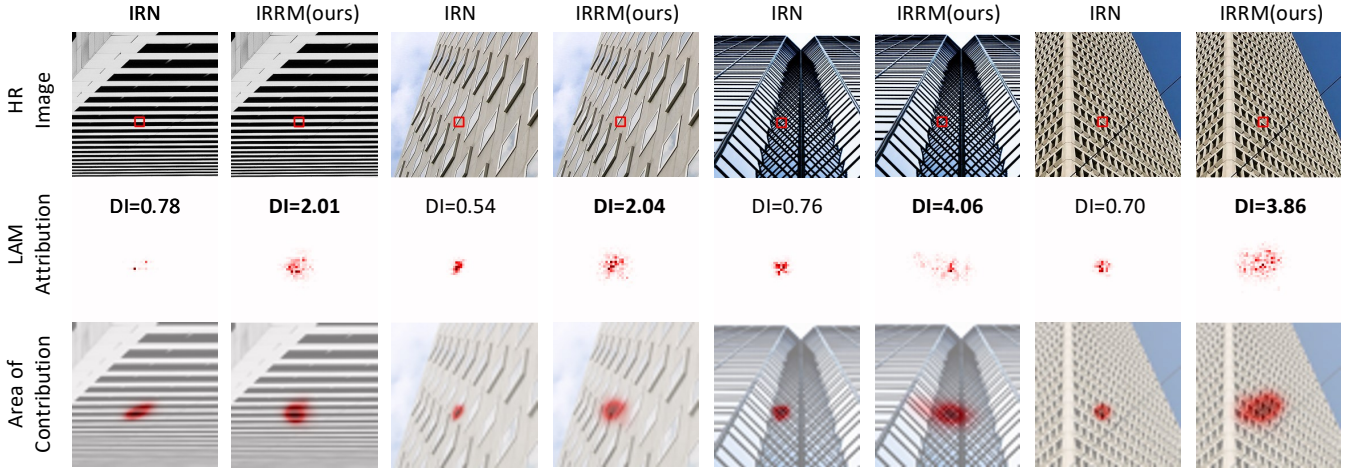 IRN IRRM(ours) IRN IRRM(ours) IRN IRRM(ours) IRN IRRM(ours)
HR
Image
DI=0.78 DI=2.01 DI=0.54 DI=2.04 DI=0.76 DI=4.06 DI=0.70 DI=3.86
LAM
Attribution
Area of
Contribution